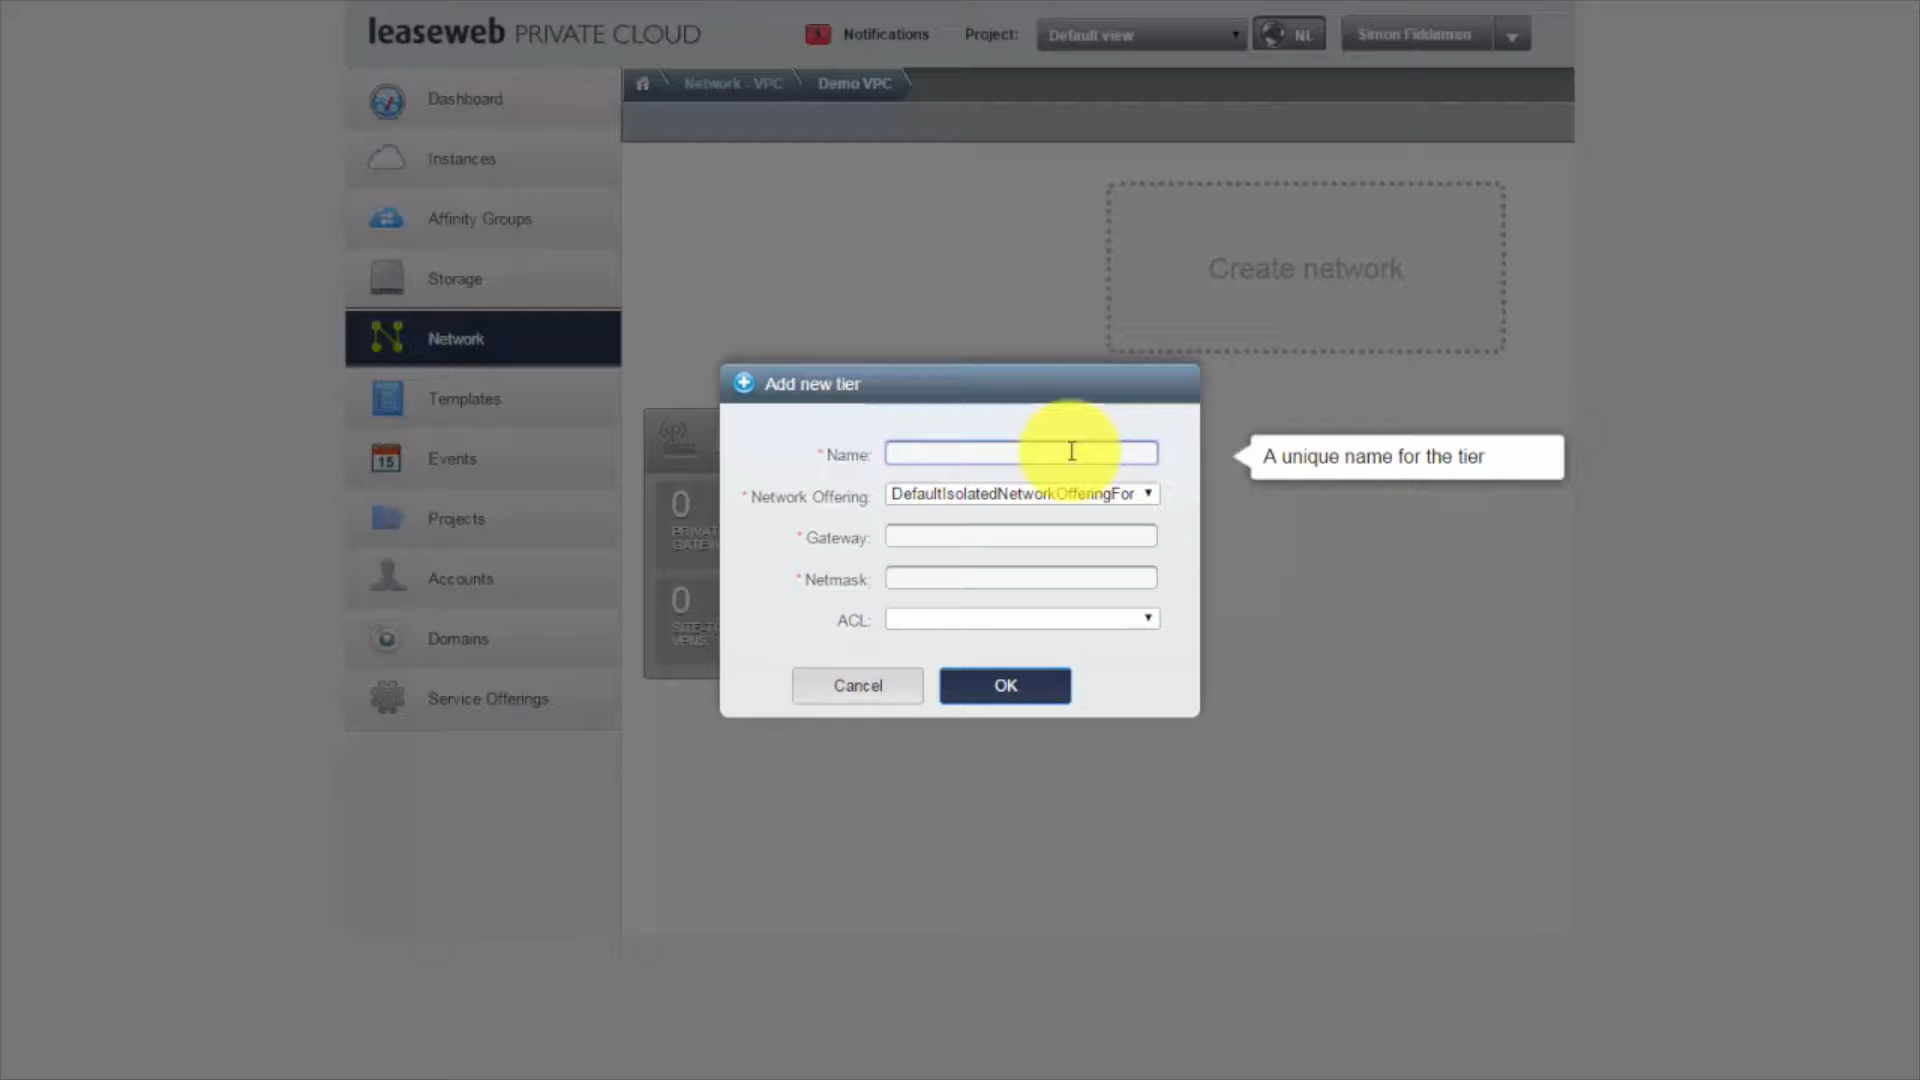 leaseweb PRIVATE CLOUD
Notifications
Project:
Default view
NL
Simon Fiddaman
Network - VPC
Demo VPC
Dashboard
Instances
Affinity Groups
Storage
Network
Templates
15
Events
Projects
Accounts
Domains
Service Offerings
Create network
Add new tier
*Name:
A unique name for the tier
*Network Offering:
DefaultIsolatedNetworkOfferingFor
*Gateway:
*Netmask:
ACL:
Cancel
OK
0
0